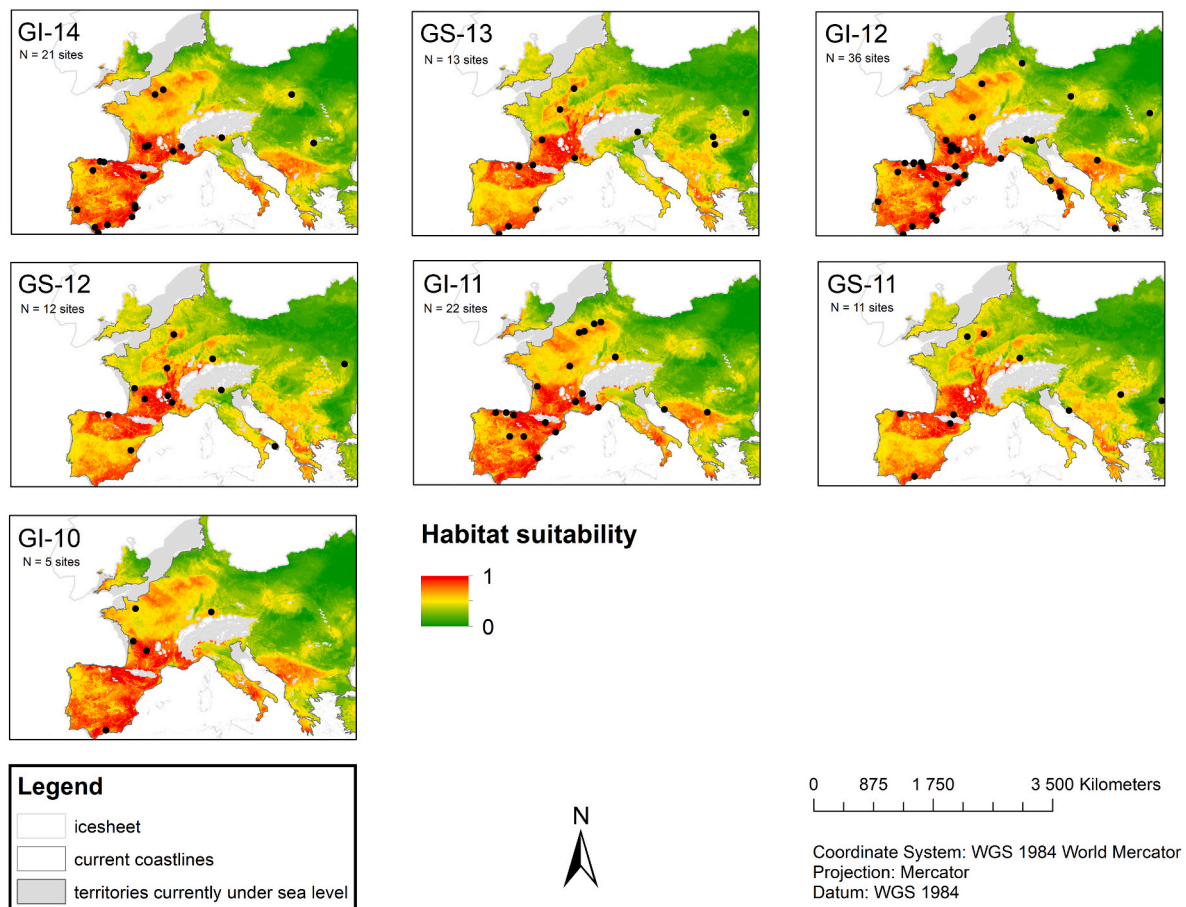 GI-14
N = 21 sites
GS-13
N = 13 sites
GI-12
N = 36 sites
GS-12
N = 12 sites
GI-11
N = 22 sites
GS-11
N = 11 sites
GI-10
N = 5 sites
Habitat suitability
1
0
Legend
icesheet
current coastlines
territories currently under sea level
N
0 875 1 750 3 500 Kilometers
Coordinate System: WGS 1984 World Mercator
Projection: Mercator
Datum: WGS 1984